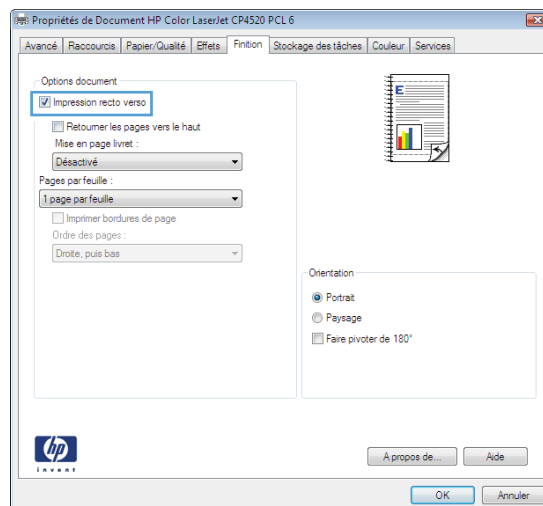 Propriétés de Document HP Color LaserJet CP4520 PCL 6
Avancé Raccourcis Papier/Qualité Effets Finition Stockage des tâches Couleur Services
Options document
Impression recto verso
Retourner les pages vers le haut
Mise en page livret :
Désactivé
Pages par feuille :
1 page par feuille
Imprimer bordures de page
Ordre des pages :
Droite, puis bas
E
Orientation
Portrait
Paysage
Faire pivoter de 180°
hp
invent
A propos de...
Aide
OK
Annuler